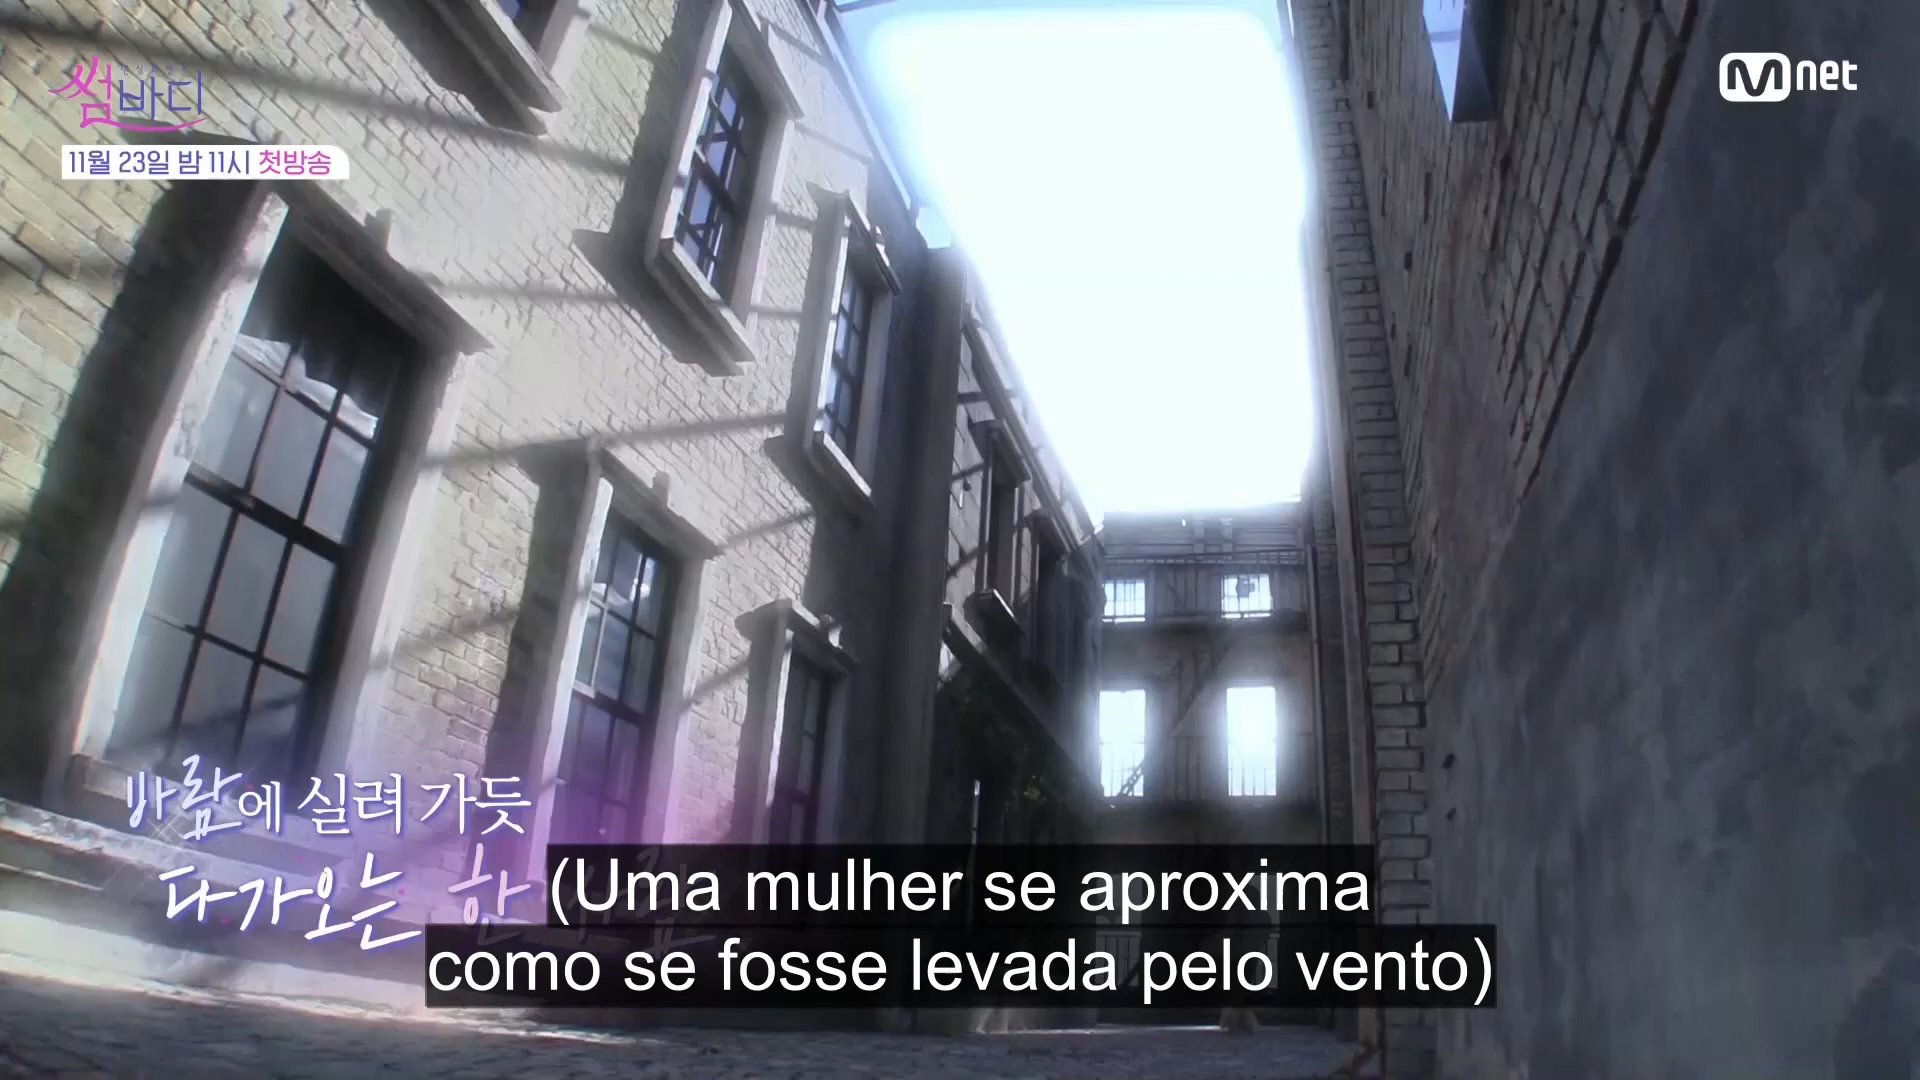 썸바디
Mnet
11월 23일 밤 11시 첫방송
바람에 실려 가듯
다가오는 한
(Uma mulher se aproxima
como se fosse levada pelo vento)